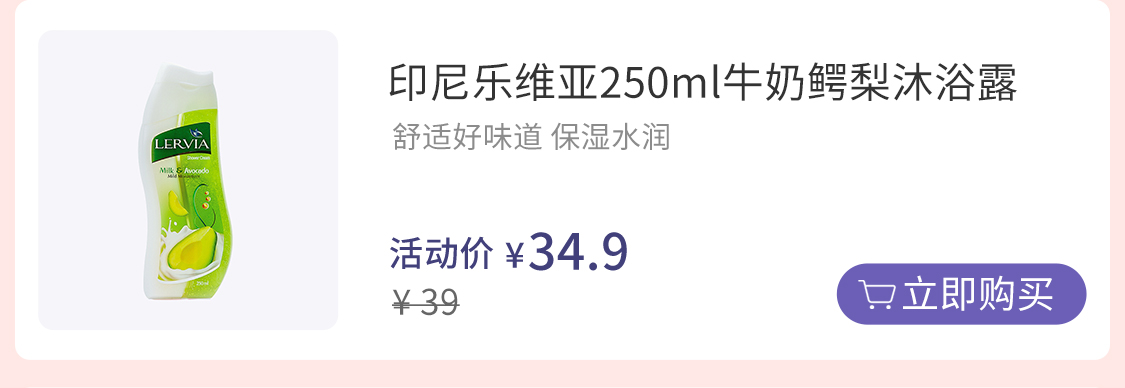 印尼乐维亚250ml牛奶鳄梨沐浴露
舒适好味道 保湿水润
LERVIA
Shower Cream
Milk & Avocado
活动价 ¥34.9
¥ 39
立即购买
250ml